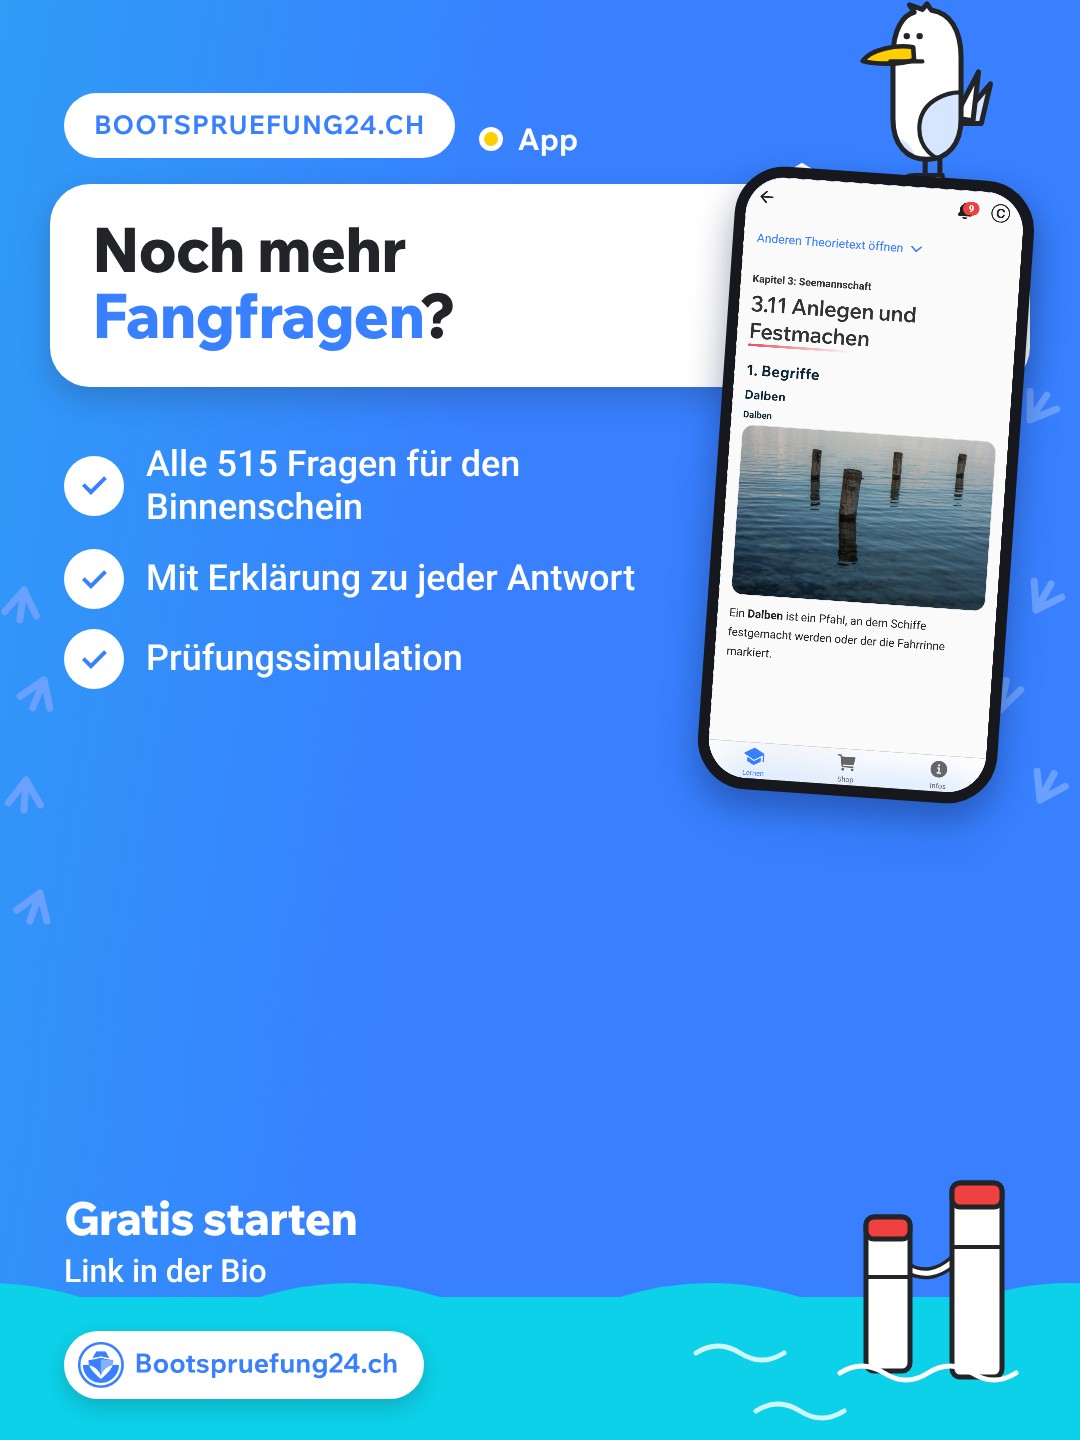 BOOTSPRUEFUNG24.CH
App
Noch mehr
Fangfragen?
Alle 515 Fragen für den
Binnenschein
Mit Erklärung zu jeder Antwort
Prüfungssimulation
9
C
Anderen Theorietext öffnen
Kapitel 3: Seemannschaft
3.11 Anlegen und
Festmachen
1. Begriffe
Dalben
Dalben
Ein Dalben ist ein Pfahl, an dem Schiffe
festgemacht werden oder der die Fahrrinne
markiert.
Lernen
Shop
Infos
Gratis starten
Link in der Bio
Bootspruefung24.ch